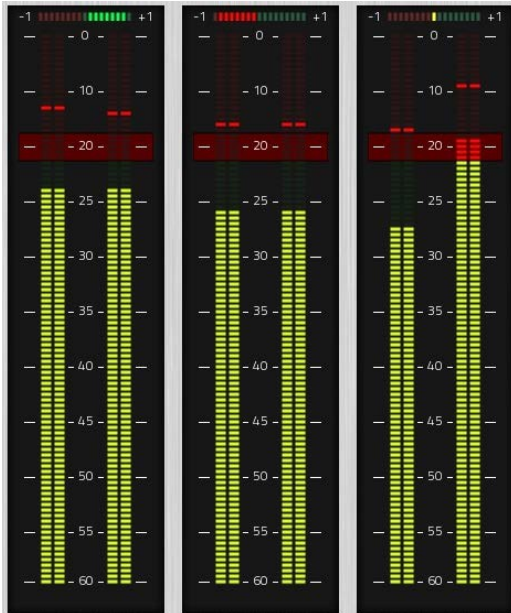 -1 +1 -1 +1 -1 +1
- 0 - - 0 - - 0 -
- 10 - - 10 - - 10 -
- 20 - - 20 - - 20 -
- 25 - - 25 - - 25 -
- 30 - - 30 - - 30 -
- 35 - - 35 - - 35 -
- 40 - - 40 - - 40 -
- 45 - - 45 - - 45 -
- 50 - - 50 - - 50 -
- 55 - - 55 - - 55 -
- 60 - - 60 - - 60 -